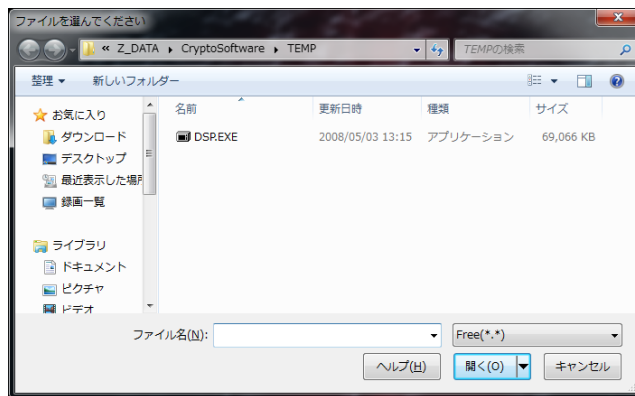 ファイルを選んでください
« Z_DATA ▸ CryptoSoftware ▸ TEMP
TEMPの検索
整理 ▼ 新しいフォルダー
お気に入り
ダウンロード
デスクトップ
最近表示した場所
録画一覧
ライブラリ
ドキュメント
ピクチャ
ビデオ
名前 更新日時 種類 サイズ
DSP.EXE 2008/05/03 13:15 アプリケーション 69,066 KB
ファイル名(N):
Free(*.*)
ヘルプ(H) 開く(O) キャンセル